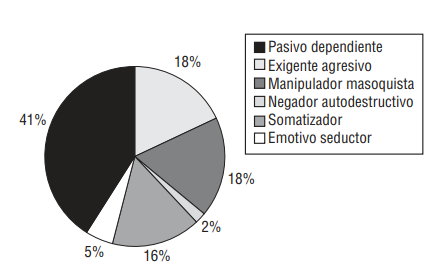 18%
41%
18%
2%
16%
5%
Pasivo dependiente
Exigente agresivo
Manipulador masoquista
Negador autodestructivo
Somatizador
Emotivo seductor